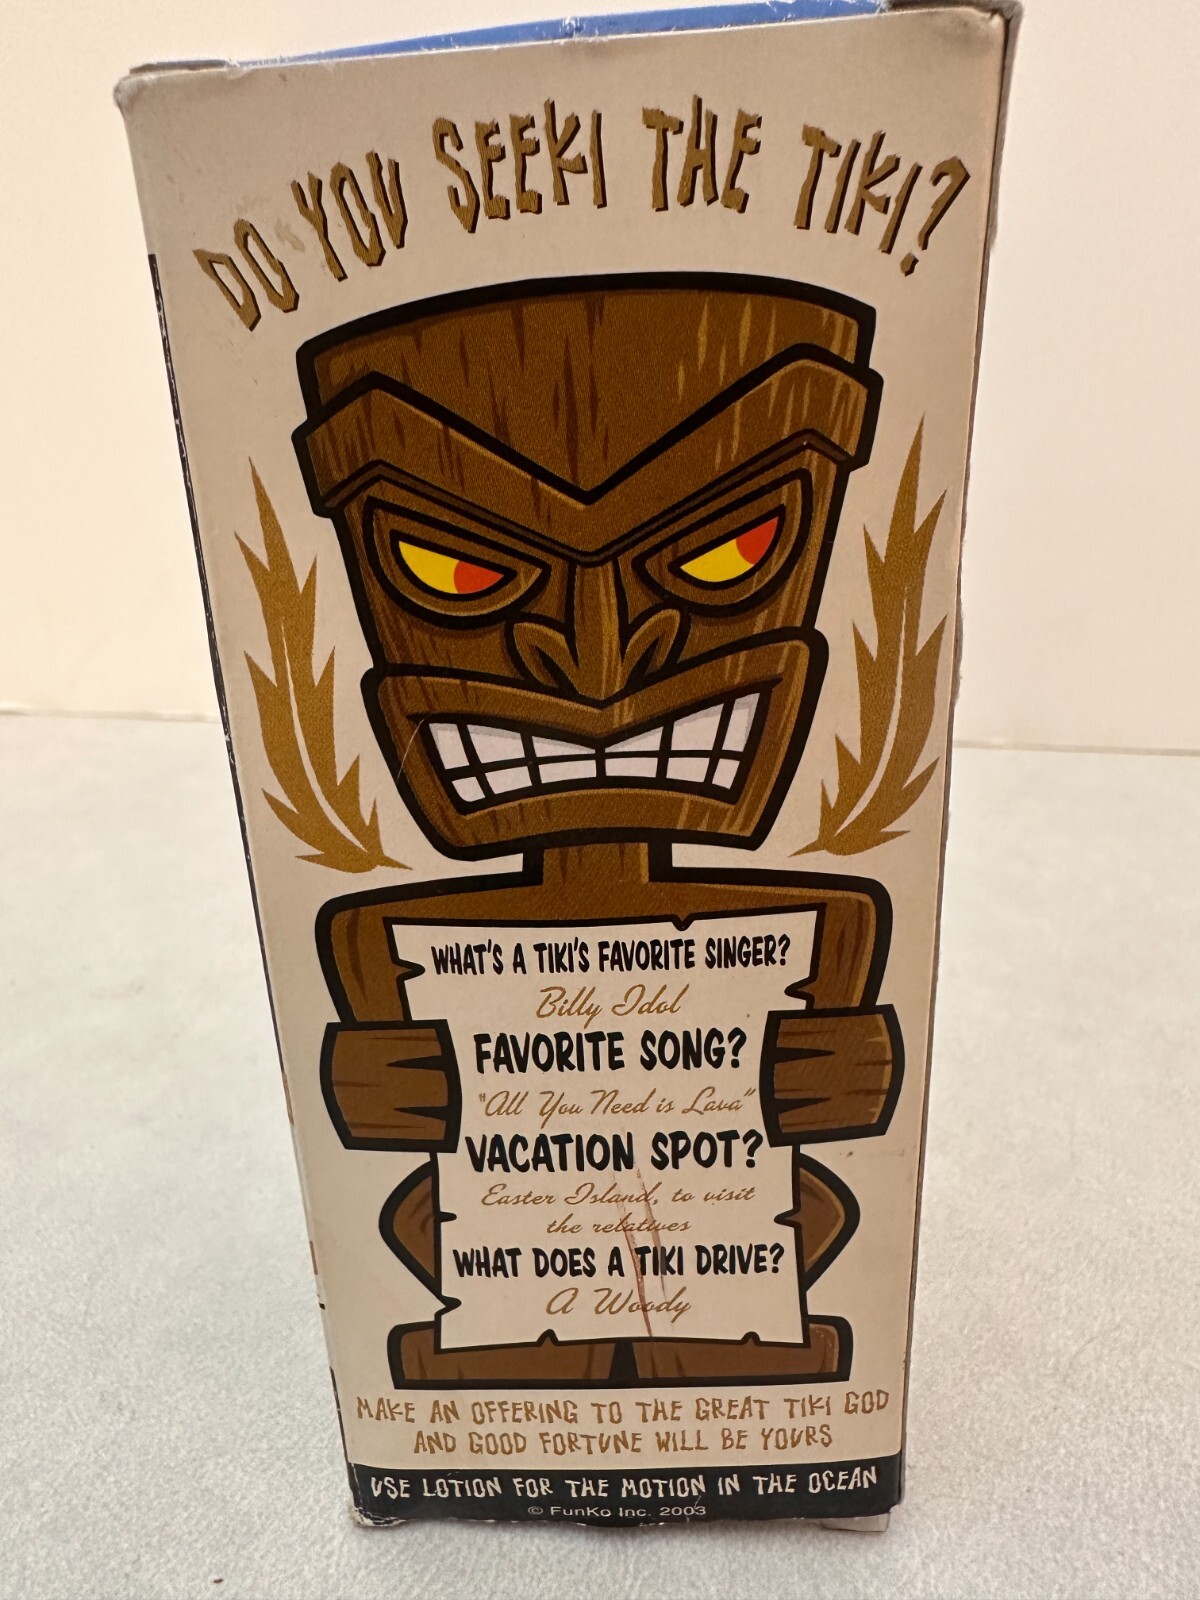 DO YOU SEEKI THE TIKI?
WHAT'S A TIKI'S FAVORITE SINGER?
Billy Idol
FAVORITE SONG?
"All You Need is Lava"
VACATION SPOT?
Easter Island, to visit
the relatives
WHAT DOES A TIKI DRIVE?
A Woody
MAKE AN OFFERING TO THE GREAT TIKI GOD
AND GOOD FORTUNE WILL BE YOURS
USE LOTION FOR THE MOTION IN THE OCEAN
© FunKo Inc. 2003